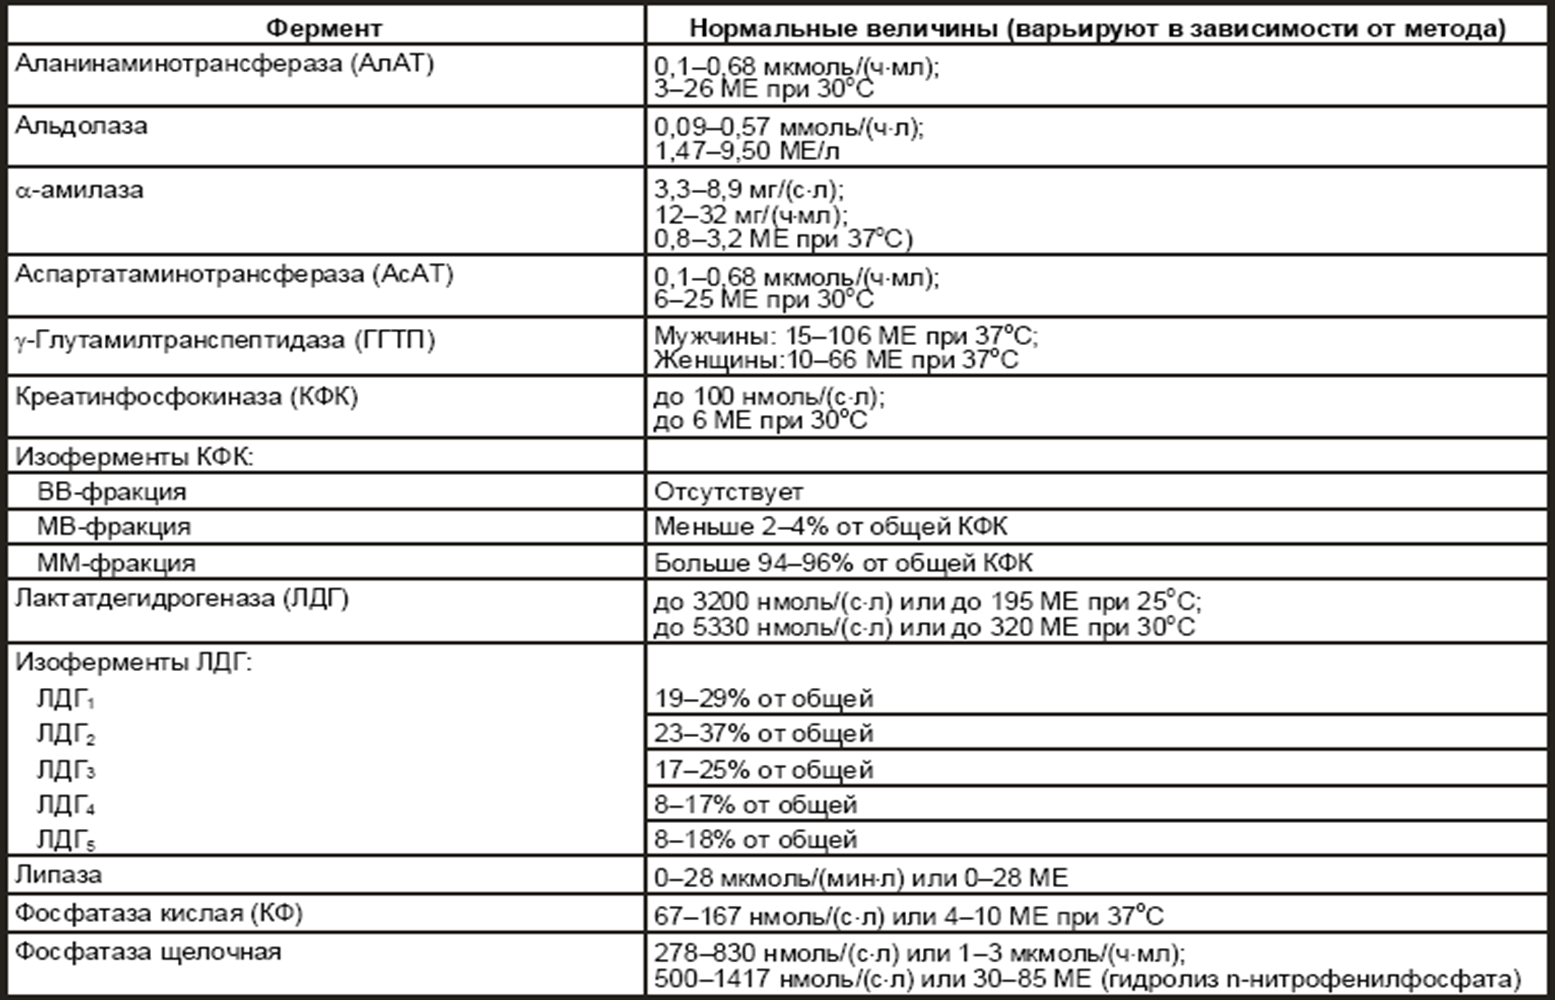 Фермент
Нормальные величины (варьируют в зависимости от метода)
Аланинаминотрансфераза (АлАТ)
0,1–0,68 мкмоль/(ч·мл);
3–26 МЕ при 30°С
Альдолаза
0,09–0,57 ммоль/(ч·л);
1,47–9,50 МЕ/л
α-амилаза
3,3–8,9 мг/(с·л);
12–32 мг/(ч·мл);
0,8–3,2 МЕ при 37°С)
Аспартатаминотрансфераза (АсАТ)
0,1–0,68 мкмоль/(ч·мл);
6–25 МЕ при 30°С
γ-Глутамилтранспептидаза (ГГТП)
Мужчины: 15–106 МЕ при 37°С;
Женщины:10–66 МЕ при 37°С
Креатинфосфокиназа (КФК)
до 100 нмоль/(с·л);
до 6 МЕ при 30°С
Изоферменты КФК:
ВВ-фракция
Отсутствует
МВ-фракция
Меньше 2–4% от общей КФК
ММ-фракция
Больше 94–96% от общей КФК
Лактатдегидрогеназа (ЛДГ)
до 3200 нмоль/(с·л) или до 195 МЕ при 25°С;
до 5330 нмоль/(с·л) или до 320 МЕ при 30°С
Изоферменты ЛДГ:
ЛДГ₁
19–29% от общей
ЛДГ₂
23–37% от общей
ЛДГ₃
17–25% от общей
ЛДГ₄
8–17% от общей
ЛДГ₅
8–18% от общей
Липаза
0–28 мкмоль/(мин·л) или 0–28 МЕ
Фосфатаза кислая (КФ)
67–167 нмоль/(с·л) или 4–10 МЕ при 37°С
Фосфатаза щелочная
278–830 нмоль/(с·л) или 1–3 мкмоль/(ч·мл);
500–1417 нмоль/(с·л) или 30–85 МЕ (гидролиз n-нитрофенилфосфата)